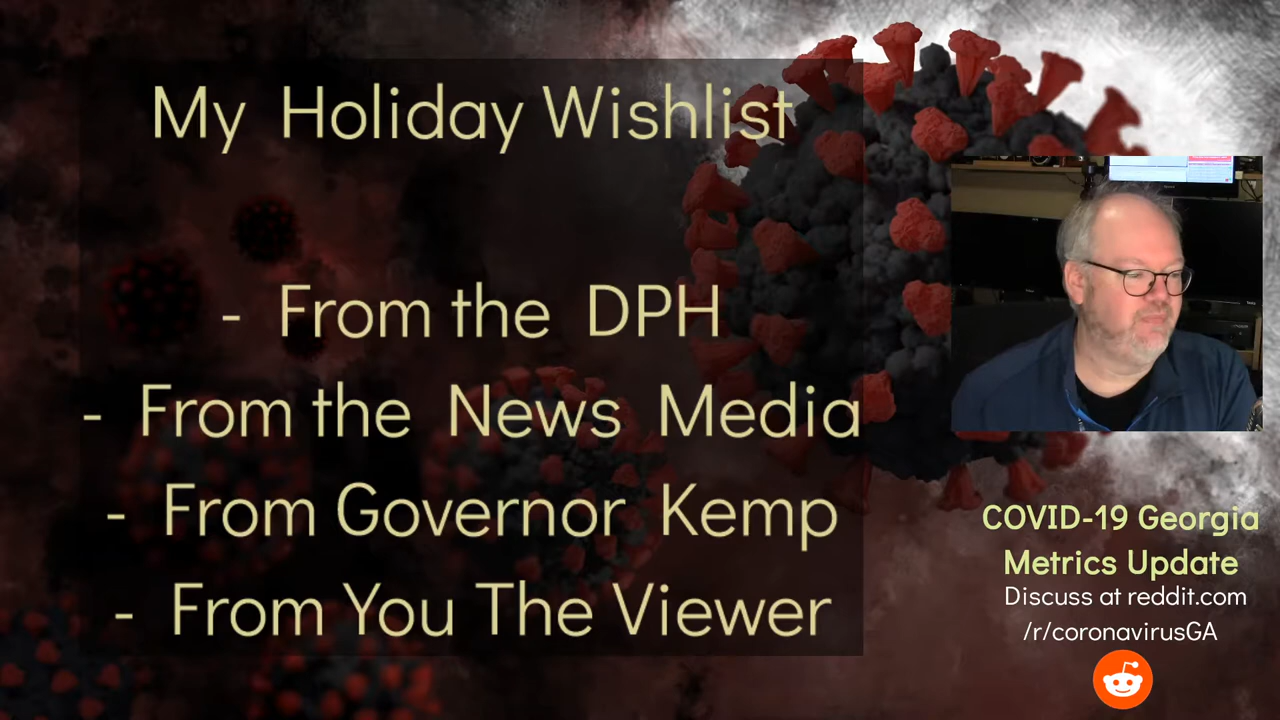 My Holiday Wishlist
- From the DPH
- From the News Media
- From Governor Kemp
- From You The Viewer
COVID-19 Georgia
Metrics Update
Discuss at reddit.com
/r/coronavirusGA